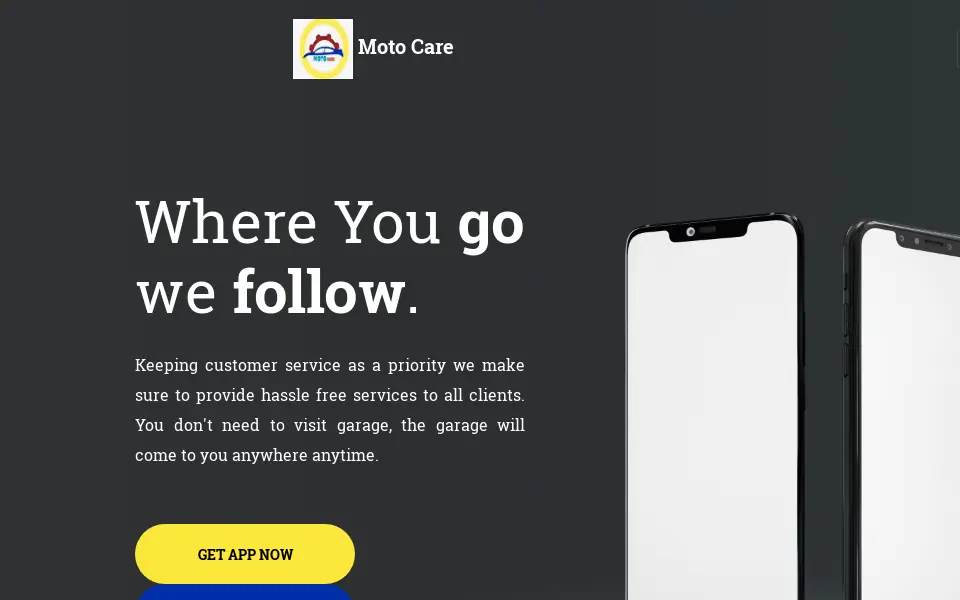 MOTO
Moto Care
Where You go
we follow.
Keeping customer service as a priority we make
sure to provide hassle free services to all clients.
You don't need to visit garage, the garage will
come to you anywhere anytime.
GET APP NOW